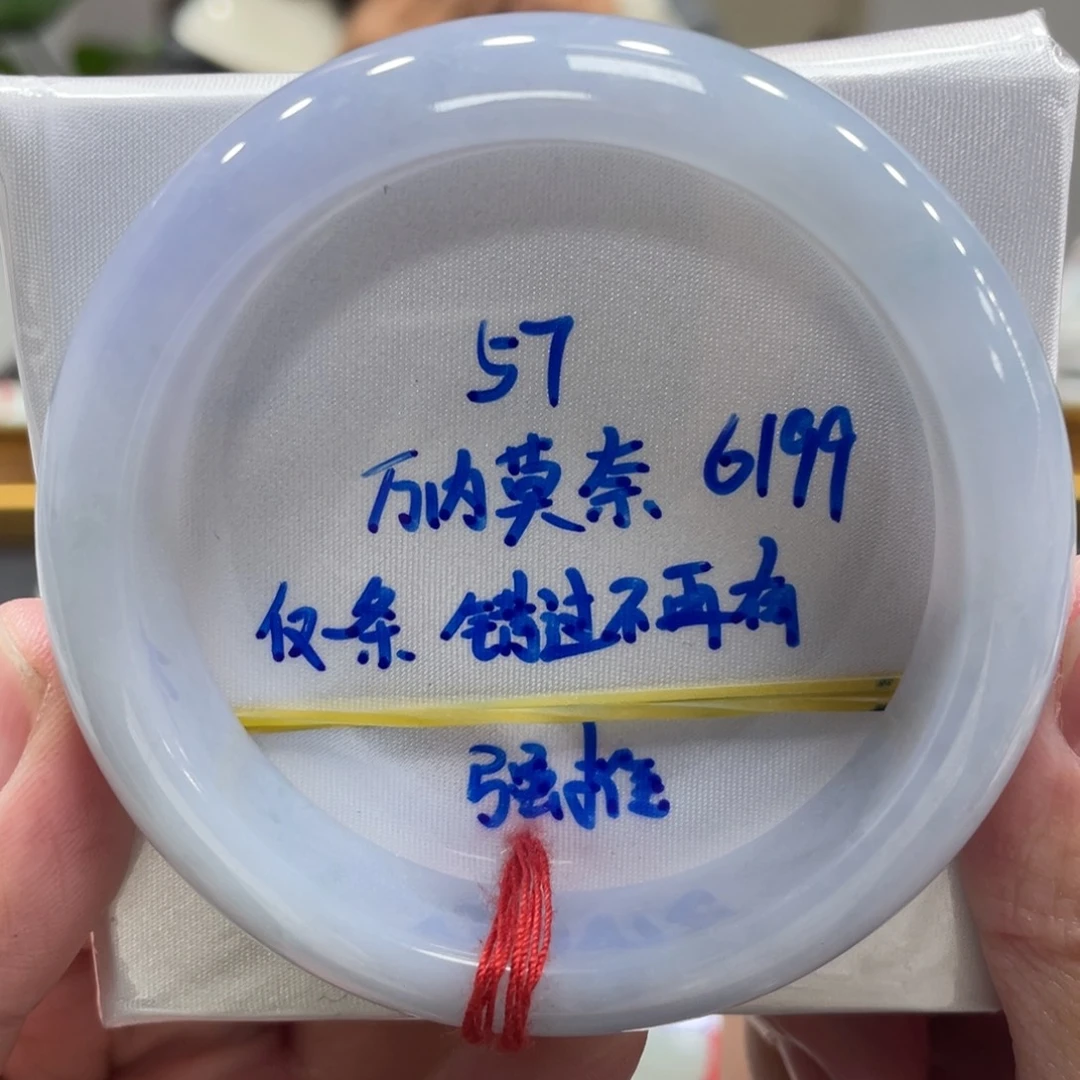 57
万内莫奈 6199
仅一条 错过不再有
强推